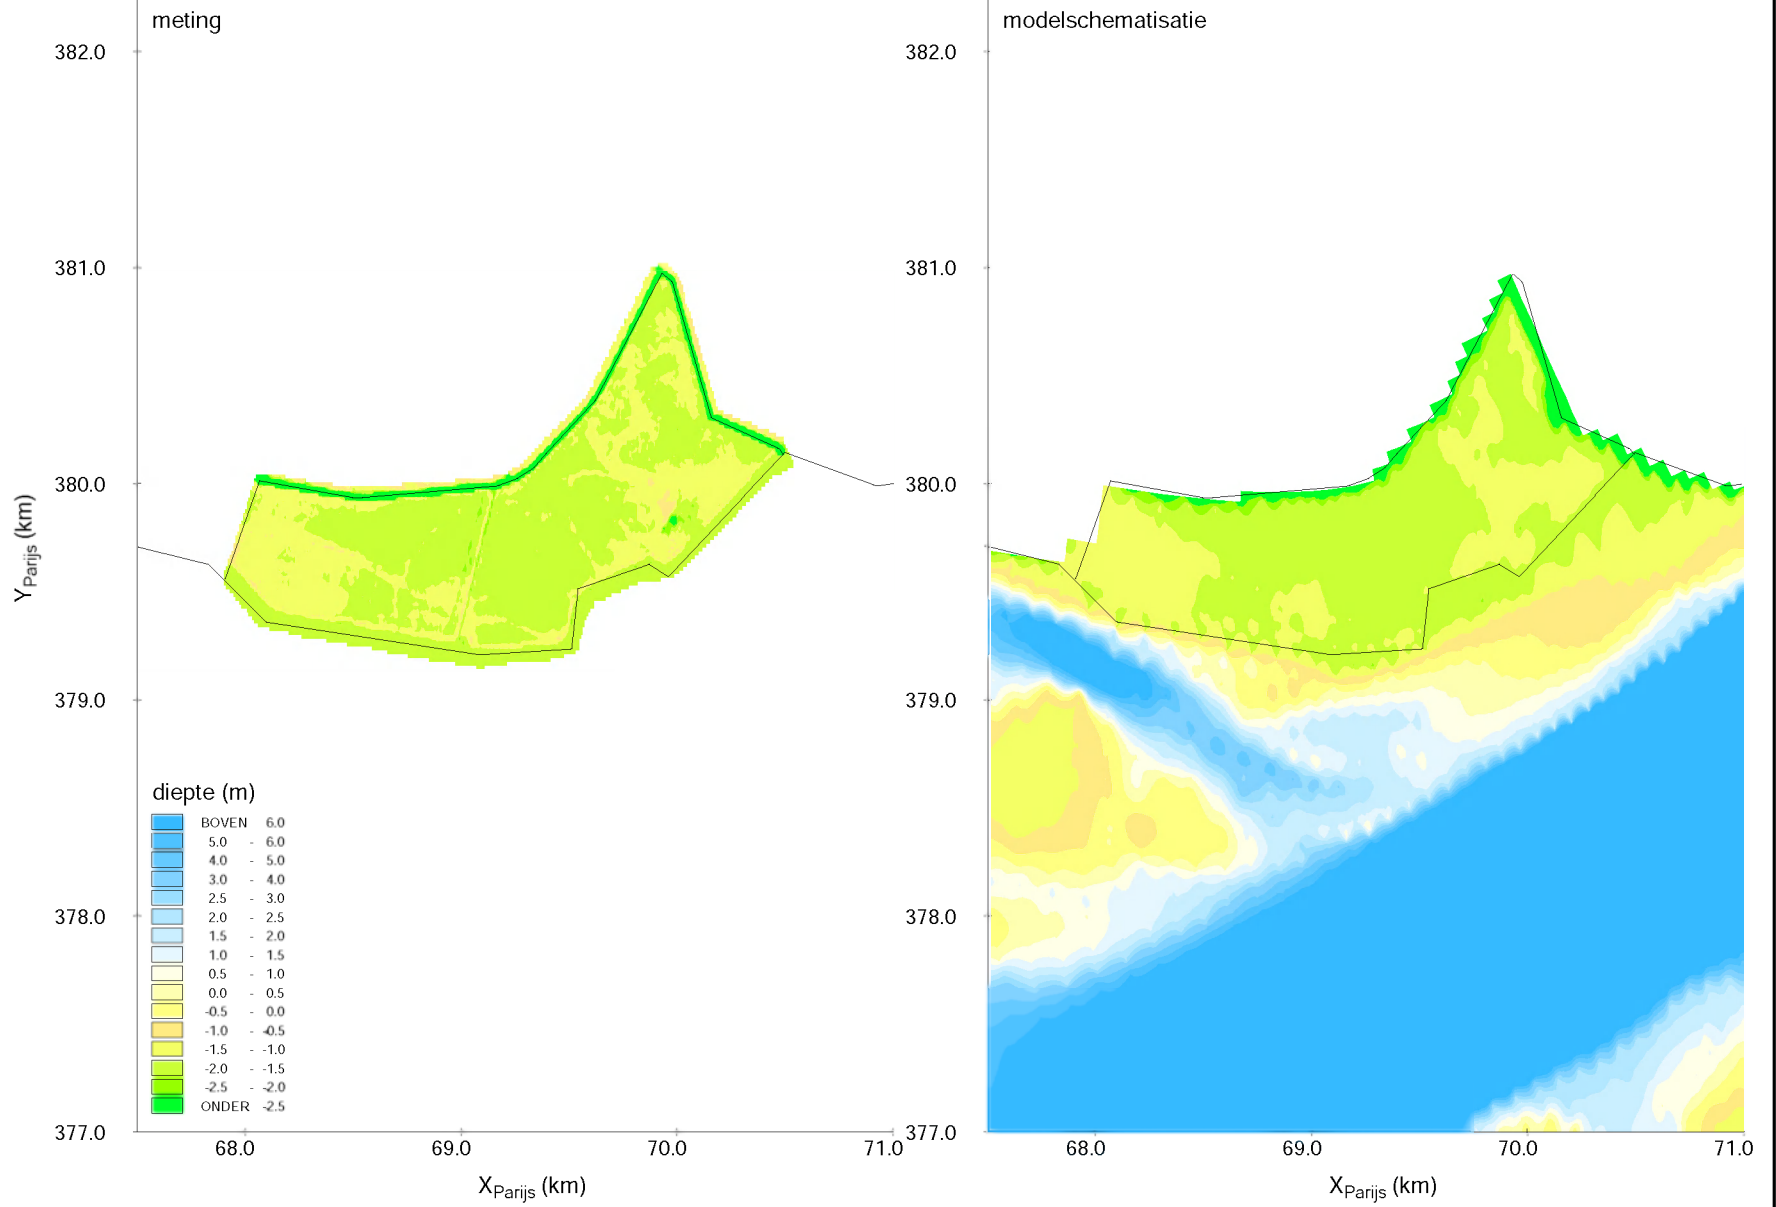 meting
382.0
381.0
380.0
379.0
378.0
377.0
Y Parijs (km)
diepte (m)
BOVEN 6.0
5.0 - 6.0
4.0 - 5.0
3.0 - 4.0
2.5 - 3.0
2.0 - 2.5
1.5 - 2.0
1.0 - 1.5
0.5 - 1.0
0.0 - 0.5
-0.5 - 0.0
-1.0 - -0.5
-1.5 - -1.0
-2.0 - -1.5
-2.5 - -2.0
ONDER -2.5
68.0 69.0 70.0 71.0
X Parijs (km)
modelschematisatie
382.0
381.0
380.0
379.0
378.0
377.0
68.0 69.0 70.0 71.0
X Parijs (km)